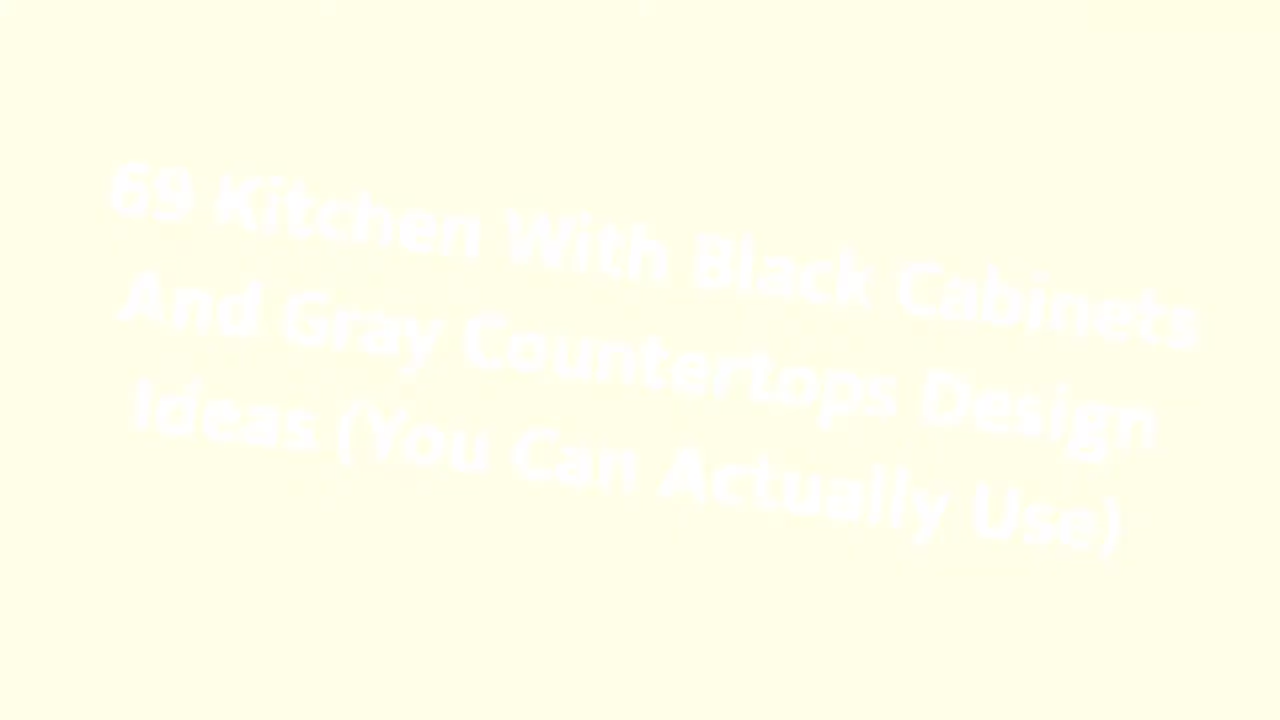 69 Kitchen With Black Cabinets
And Gray Countertops Design
Ideas (You Can Actually Use)